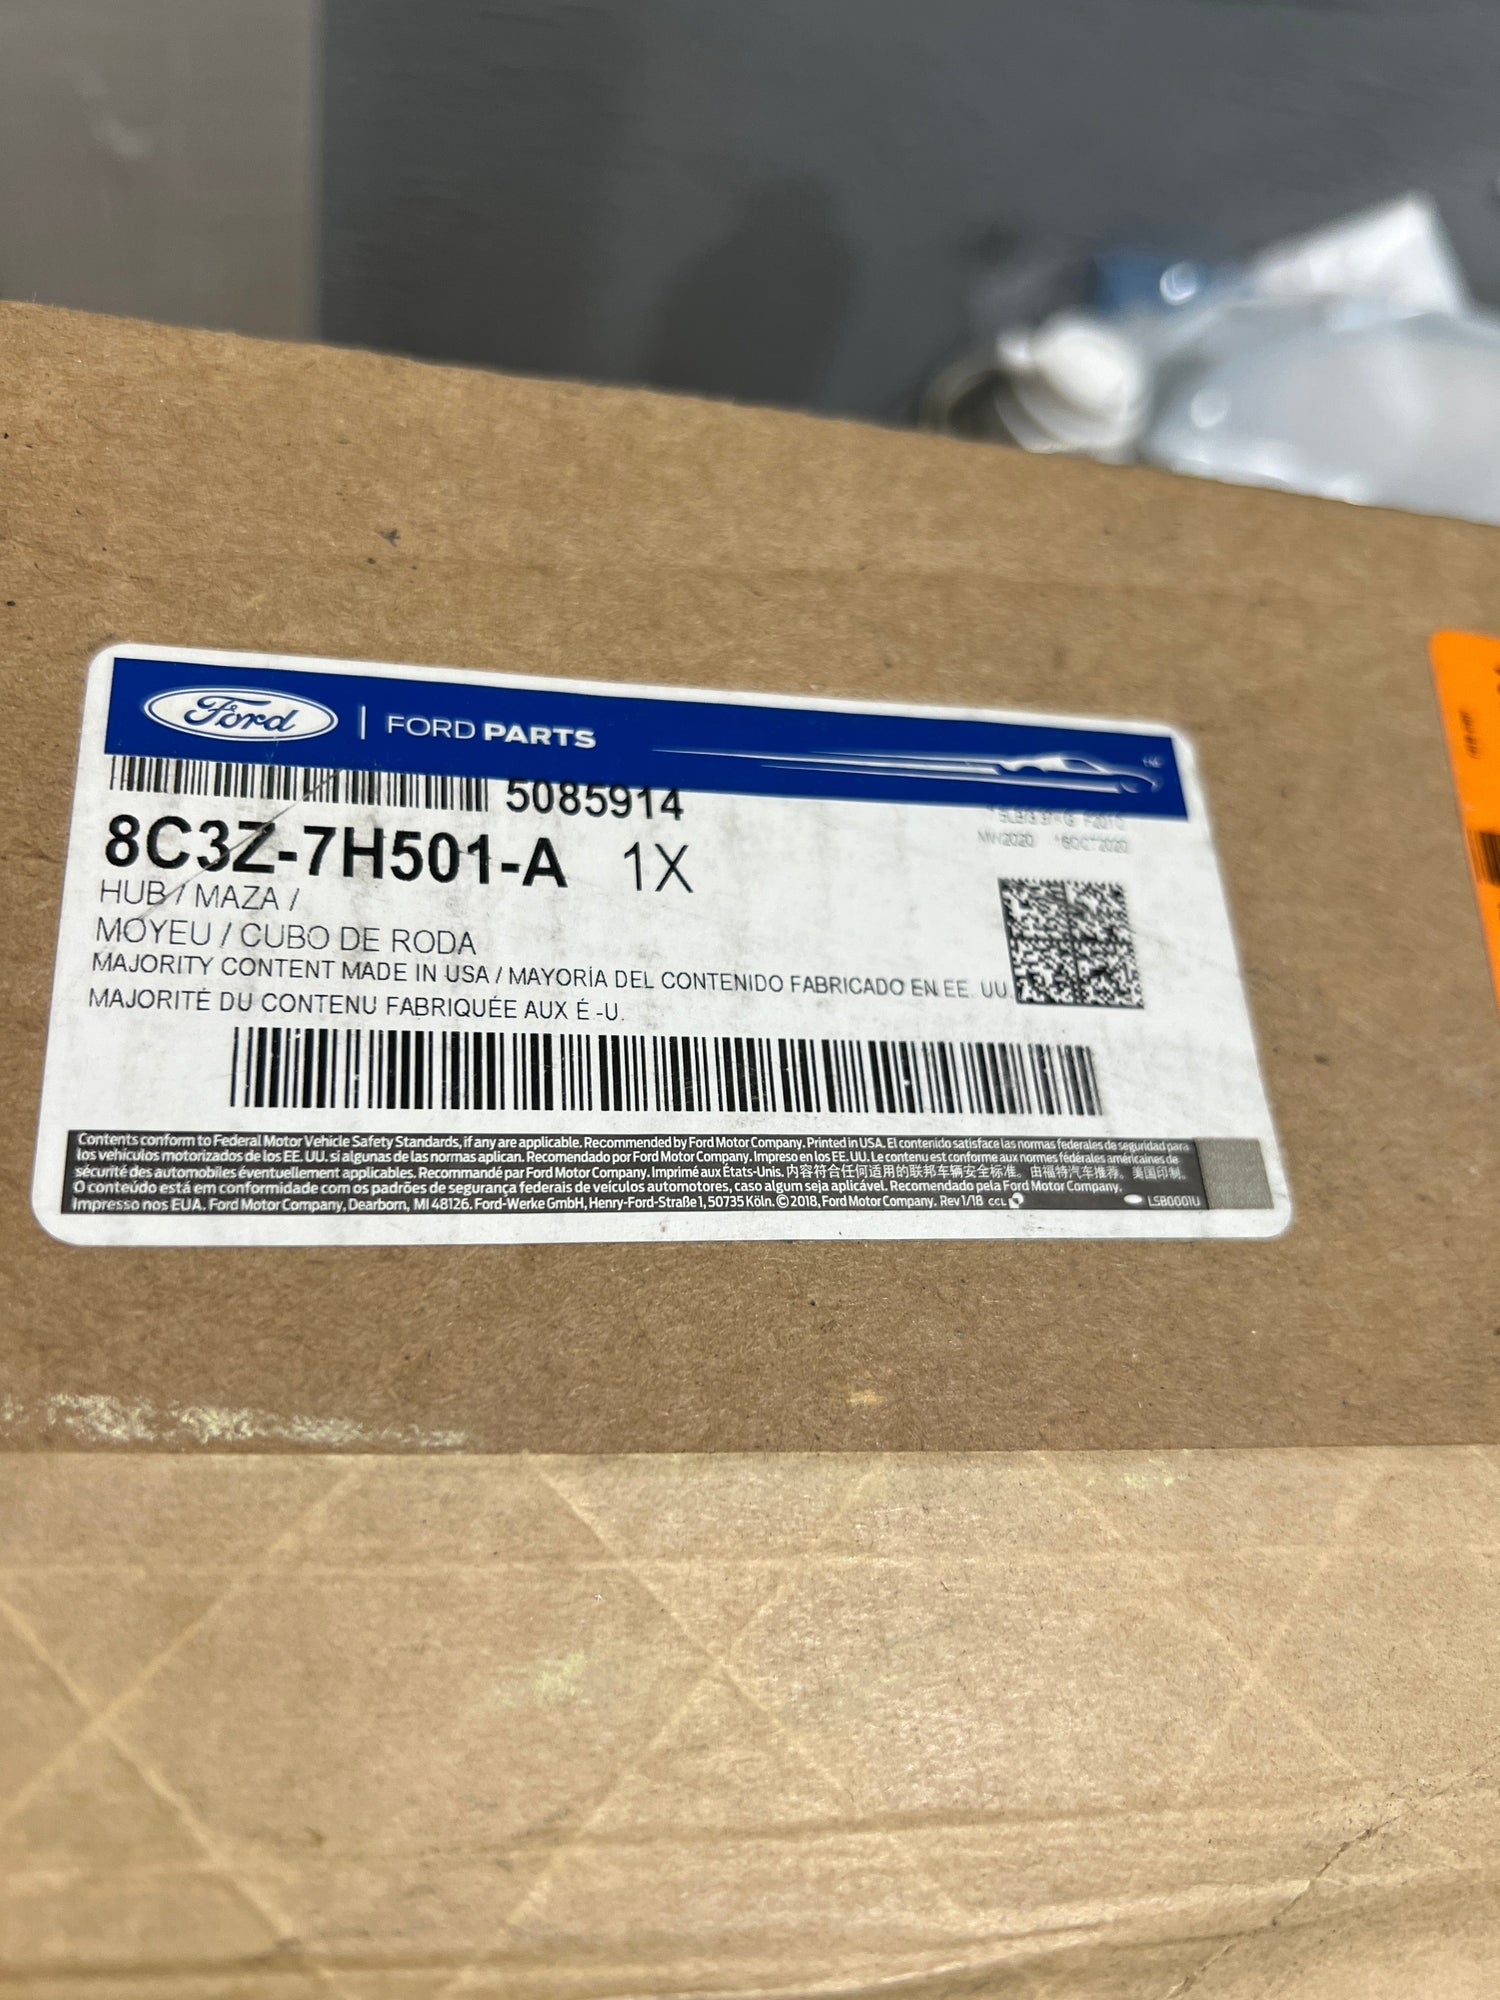 Ford | FORD PARTS
5085914
8C3Z-7H501-A 1X
MW2020
HUB / MAZA /
MOYEU / CUBO DE RODA
MAJORITY CONTENT MADE IN USA / MAYORÍA DEL CONTENIDO FABRICADO EN EE. UU.
MAJORITÉ DU CONTENU FABRIQUÉE AUX É -U.
Contents conform to Federal Motor Vehicle Safety Standards, if any are applicable. Recommended by Ford Motor Company. Printed in USA. El contenido satisface las normas federales de seguridad para
los vehículos motorizados de los EE. UU. si algunas de las normas aplican. Recomendado por Ford Motor Company. Impreso en los EE. UU. Le contenu est conforme aux normes fédérales américaines de
sécurité des automobiles éventuellement applicables. Recommandé par Ford Motor Company. Imprimé aux États-Unis. 内容符合任何适用的联邦车辆安全标准。由福特汽车推荐。美国印制。
O conteúdo está em conformidade com os padrões de segurança federais de veículos automotores, caso algum seja aplicável. Recomendado pela Ford Motor Company.
Impresso nos EUA. Ford Motor Company, Dearborn, MI 48126. Ford-Werke GmbH, Henry-Ford-Straße 1, 50735 Köln. © 2018, Ford Motor Company. Rev 1/18 CCL LSB0001U